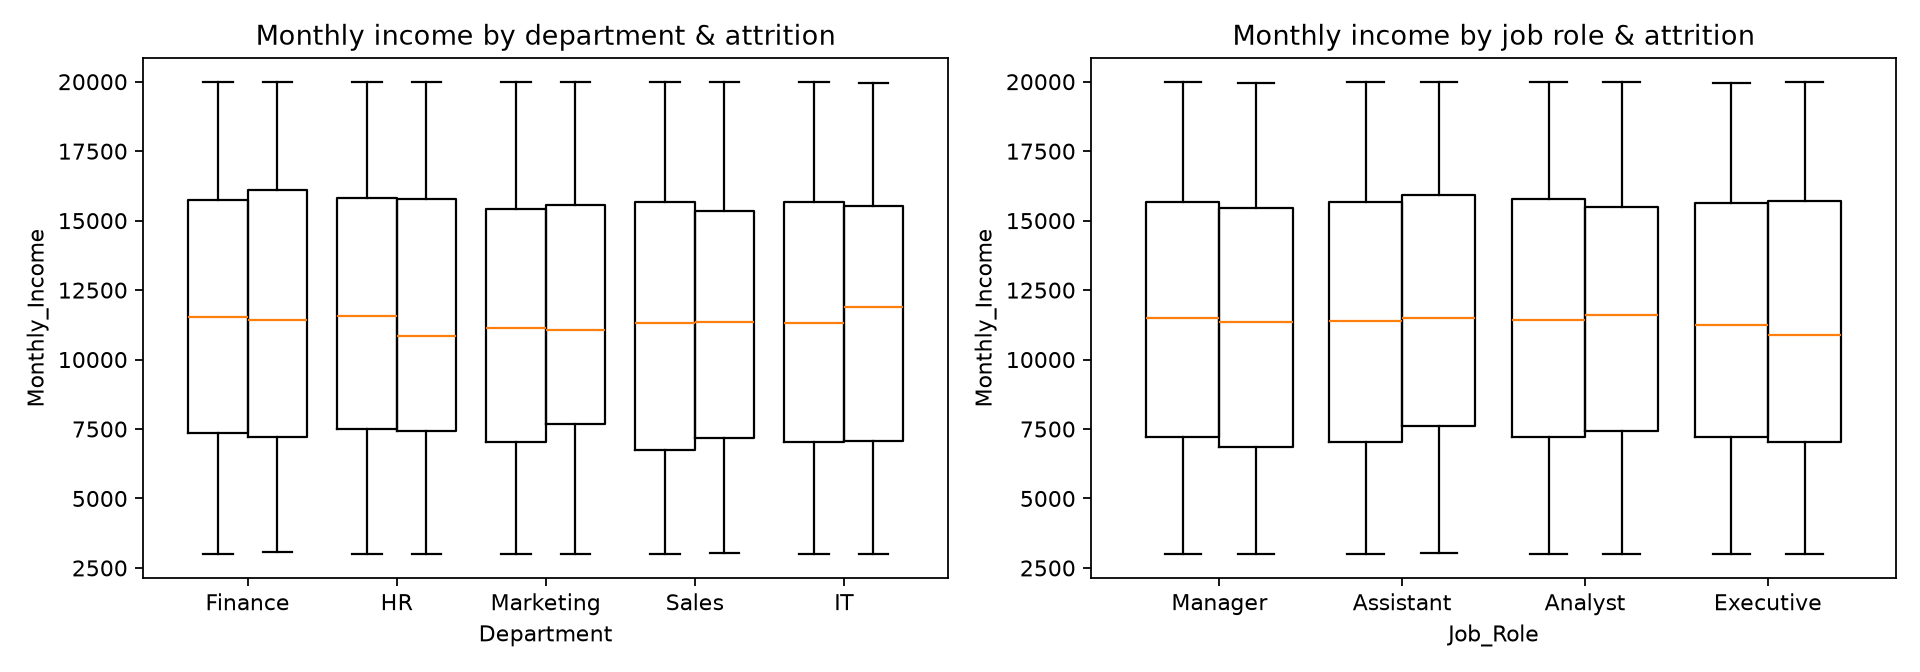 Monthly income by department & attrition
Monthly_Income
20000
17500
15000
12500
10000
7500
5000
2500
Finance HR Marketing Sales IT
Department
Monthly income by job role & attrition
Monthly_Income
20000
17500
15000
12500
10000
7500
5000
2500
Manager Assistant Analyst Executive
Job_Role